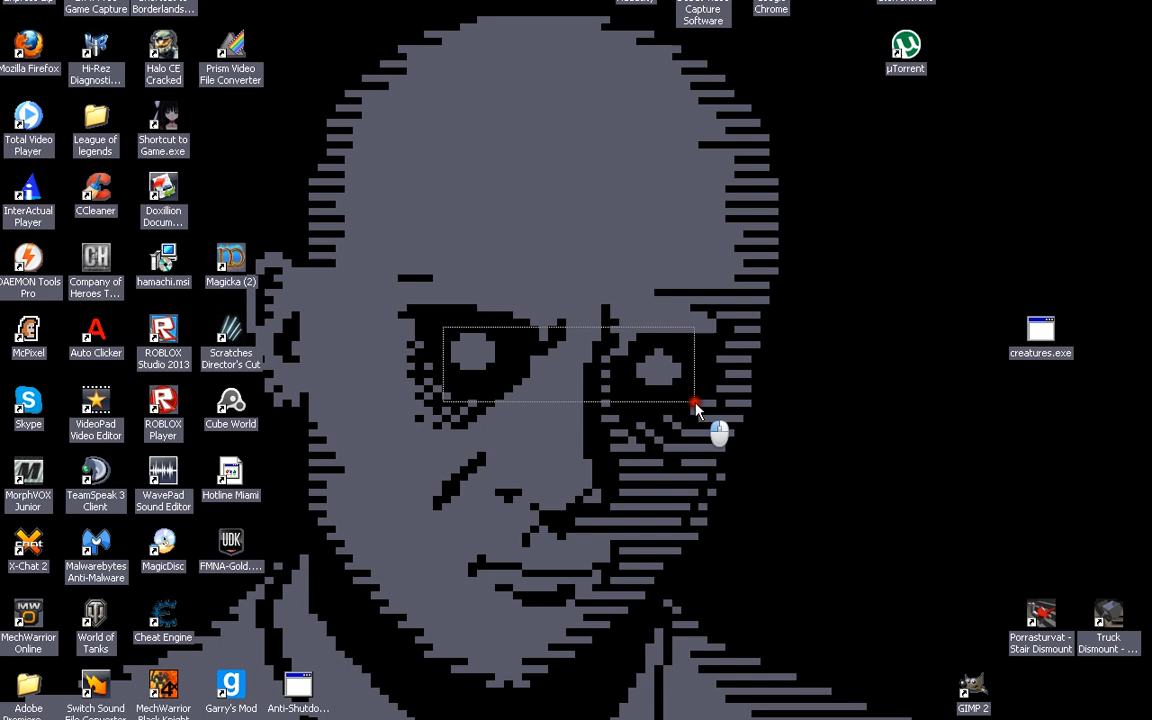 Game Capture
Borderlands...
Capture
Software
Google
Chrome
Mozilla Firefox
Hi-Rez
Diagnosti...
Halo CE
Cracked
Prism Video
File Converter
µTorrent
Total Video
Player
League of
legends
Shortcut to
Game.exe
InterActual
Player
CCleaner
Doxillion
Docum...
DAEMON Tools
Pro
CH
Company of
Heroes T...
hamachi.msi
Magicka (2)
McPixel
Auto Clicker
ROBLOX
Studio 2013
Scratches
Director's Cut
creatures.exe
Skype
VideoPad
Video Editor
ROBLOX
Player
Cube World
MorphVOX
Junior
TeamSpeak 3
Client
WavePad
Sound Editor
Hotline Miami
X-Chat 2
Malwarebytes
Anti-Malware
MagicDisc
UDK
FMNA-Gold....
MW
MechWarrior
Online
World of
Tanks
Cheat Engine
Porrasturvat -
Stair Dismount
Truck
Dismount - ...
Adobe
Premiere
Switch Sound
File Converter
MechWarrior
Black Knight
Garry's Mod
Anti-Shutdo...
GIMP 2